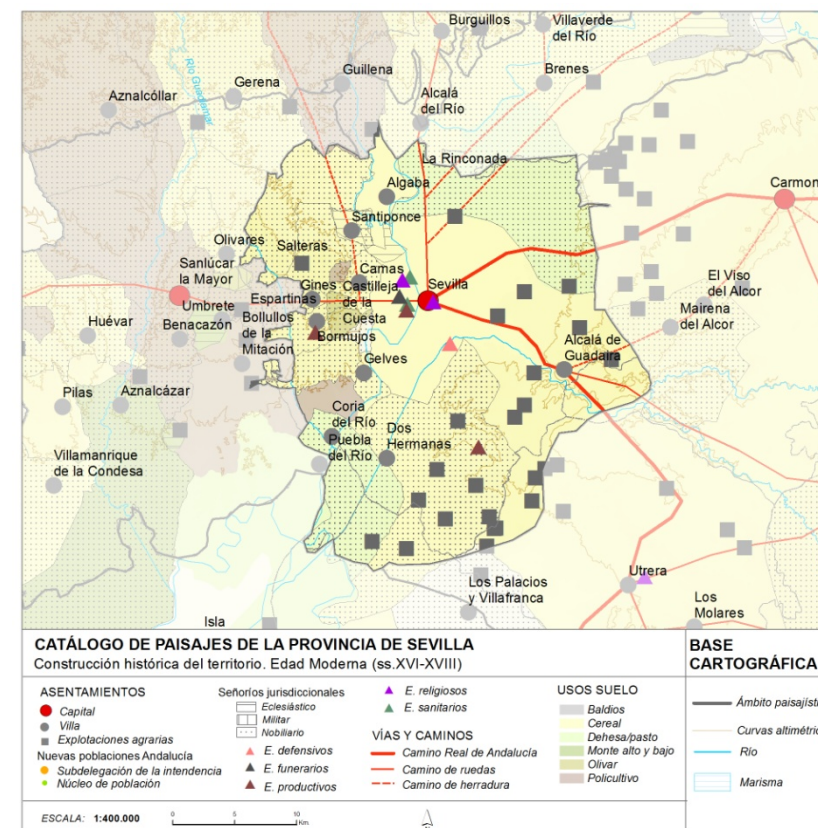 Burguillos
Villaverde
del Río
Gerena
Guillena
Brenes
Aznalcóllar
Río Guadiamar
Alcalá
del Río
La Rinconada
Carmon
Algaba
Santiponce
Olivares
Salteras
Sanlúcar
la Mayor
Camas
Sevilla
Gines
Castilleja
de la
Cuesta
Espartinas
Umbrete
El Viso
del Alcor
Mairena
del Alcor
Huévar
Benacazón
Bollullos
de la
Mitación
Bormujos
Alcalá de
Guadaira
Gelves
Pilas
Aznalcázar
Coria
del Río
Puebla
del Río
Dos
Hermanas
Villamanrique
de la Condesa
Utrera
Los Palacios
y Villafranca
Los
Molares
Isla
CATÁLOGO DE PAISAJES DE LA PROVINCIA DE SEVILLA
Construcción histórica del territorio. Edad Moderna (ss.XVI-XVIII)
ASENTAMIENTOS
Capital
Villa
Explotaciones agrarias
Nuevas poblaciones Andalucía
Subdelegación de la intendencia
Núcleo de población
Señoríos jurisdiccionales
Eclesiástico
Militar
Nobiliario
E. defensivos
E. funerarios
E. productivos
E. religiosos
E. sanitarios
VÍAS Y CAMINOS
Camino Real de Andalucía
Camino de ruedas
Camino de herradura
USOS SUELO
Baldios
Cereal
Dehesa/pasto
Monte alto y bajo
Olivar
Policultivo
BASE
CARTOGRÁFICA
Ámbito paisajíst
Curvas altimétric
Río
Marisma
ESCALA: 1:400.000
0 5 10
Km.